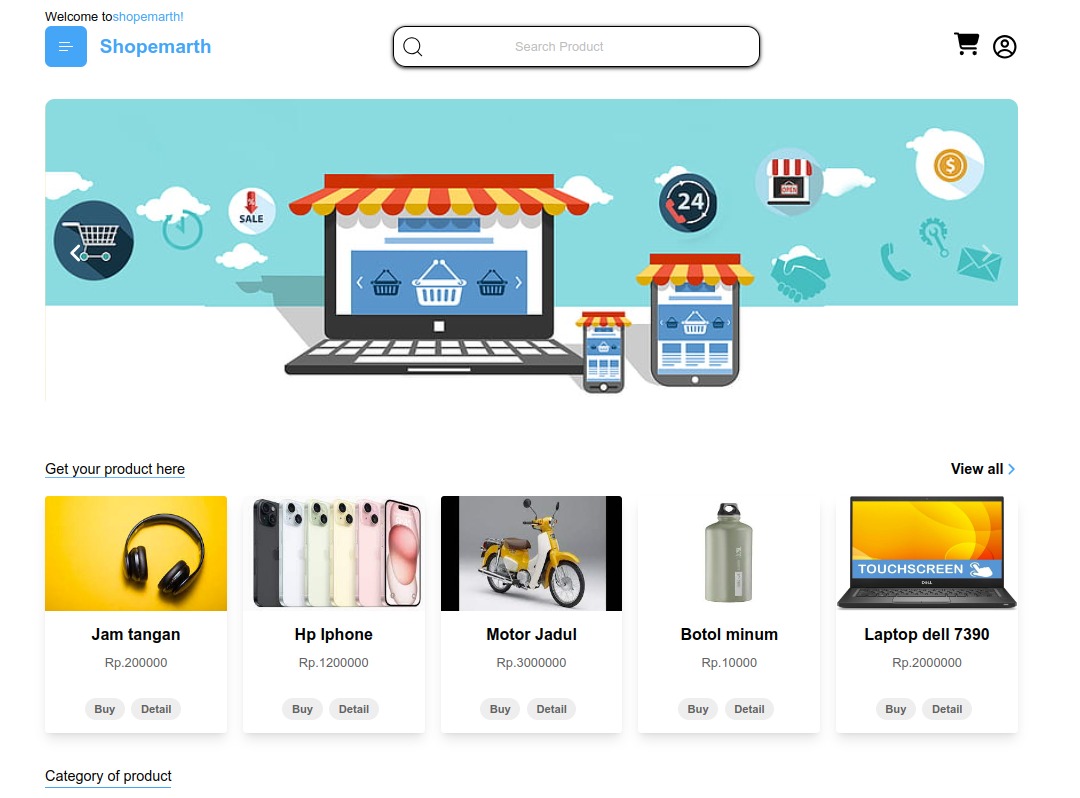 Welcome toshopemarth!
Shopemarth
Search Product
SALE
24
OPEN
$
Get your product here
View all
TOUCHSCREEN
DELL
Jam tangan
Hp Iphone
Motor Jadul
Botol minum
Laptop dell 7390
Rp.200000
Rp.1200000
Rp.3000000
Rp.10000
Rp.2000000
Buy Detail
Buy Detail
Buy Detail
Buy Detail
Buy Detail
Category of product